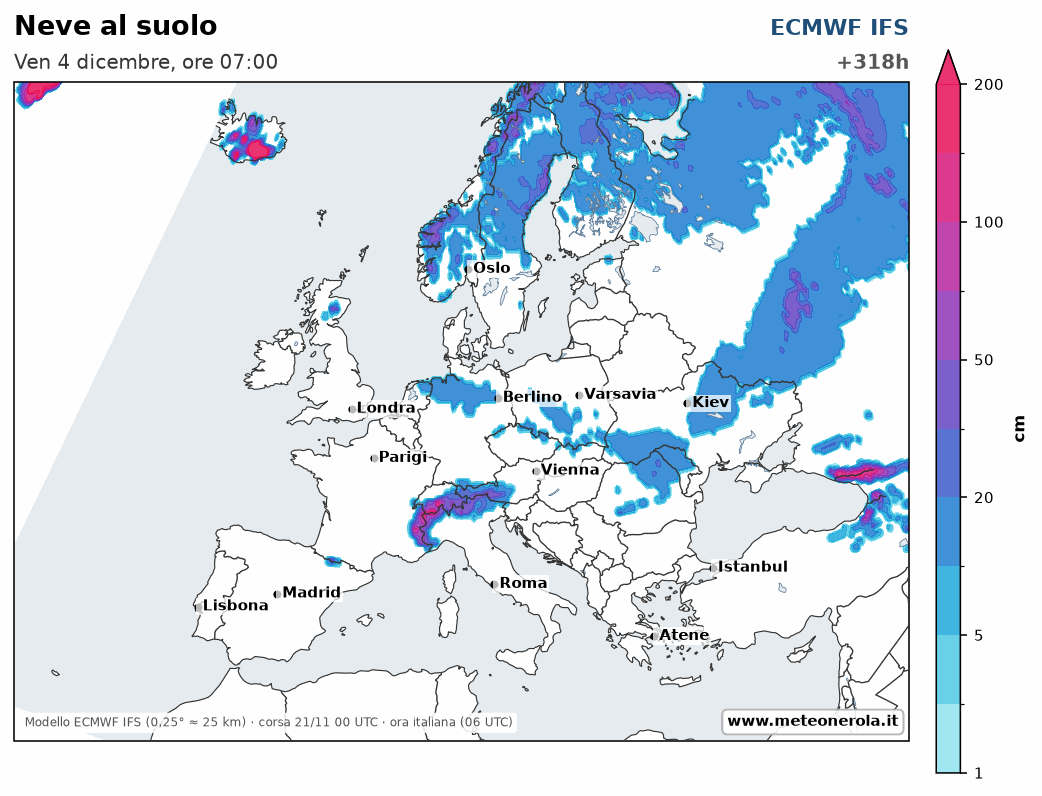 Neve al suolo
ECMWF IFS
Ven 4 dicembre, ore 07:00
+318h
200
100
50
20
5
1
cm
Oslo
Berlino
Varsavia
Kiev
Londra
Parigi
Vienna
Istanbul
Roma
Madrid
Lisbona
Atene
Modello ECMWF IFS (0,25° ≈ 25 km) · corsa 21/11 00 UTC · ora italiana (06 UTC)
www.meteonerola.it